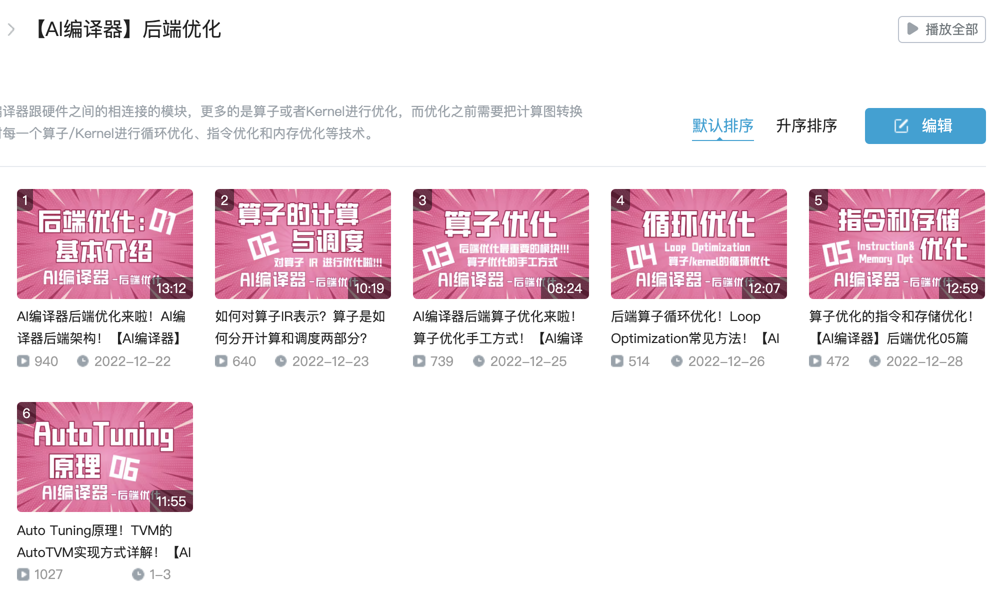 【AI编译器】后端优化
播放全部
译器跟硬件之间的相连接的模块，更多的是算子或者Kernel进行优化，而优化之前需要把计算图转换
每一个算子/Kernel进行循环优化、指令优化和内存优化等技术。
默认排序
升序排序
编辑
1
后端优化：01
基本介绍
AI编译器-后端优化
13:12
AI编译器后端优化来啦！AI编
译器后端架构！【AI编译器】
940
2022-12-22
2
算子的计算
02 与调度
对算子 IR 进行优化啦!!!
AI编译器-后端优化
10:19
如何对算子IR表示？算子是如
何分开计算和调度两部分？
640
2022-12-23
3
算子优化
03
后端优化最重要的模块!!!
算子优化的手工方式
AI编译器-后端优化
08:24
AI编译器后端算子优化来啦！
算子优化手工方式！【AI编译
739
2022-12-25
4
循环优化
04
Loop Optimization
算子/kernel的循环优化
AI编译器-后端优化
12:07
后端算子循环优化！Loop
Optimization常见方法！【AI
514
2022-12-26
5
指令和存储
05
Instruction&
Memory Opt
优化
AI编译器-后端优化
12:59
算子优化的指令和存储优化！
【AI编译器】后端优化05篇
472
2022-12-28
6
AutoTuning
原理 06
AI编译器-后端优化
11:55
Auto Tuning原理！TVM的
AutoTVM实现方式详解！【AI
1027
1-3